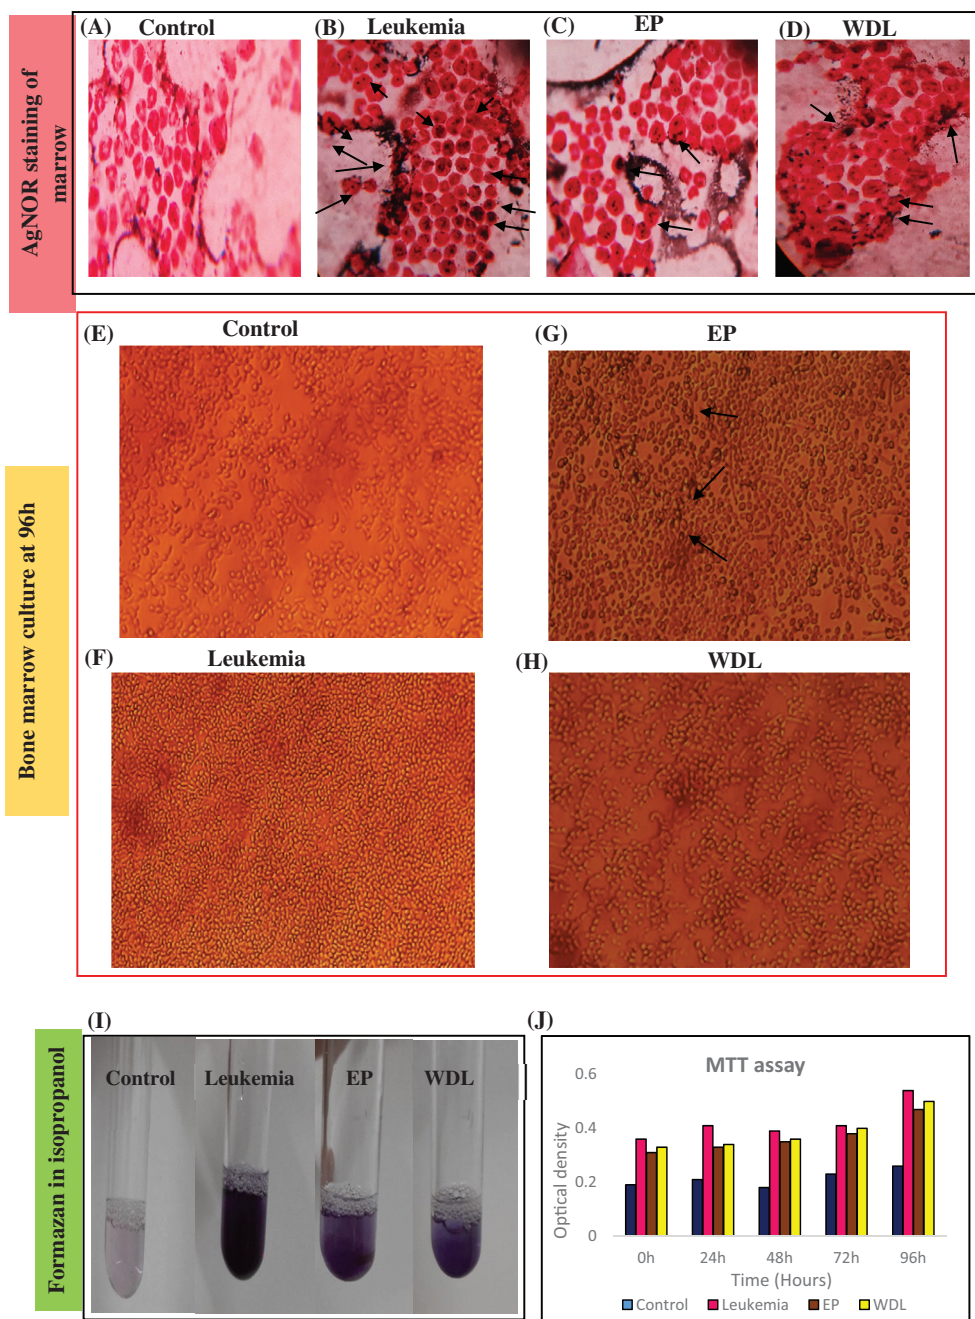 AgNOR staining of
marrow
(A)
Control
(B)
Leukemia
(C)
EP
(D)
WDL
Bone marrow culture at 96h
(E)
Control
(G)
EP
(F)
Leukemia
(H)
WDL
Formazan in isopropanol
(I)
Control
Leukemia
EP
WDL
(J)
MTT assay
Optical density
0.6
0.4
0.2
0
0h
24h
48h
72h
96h
Time (Hours)
Control
Leukemia
EP
WDL